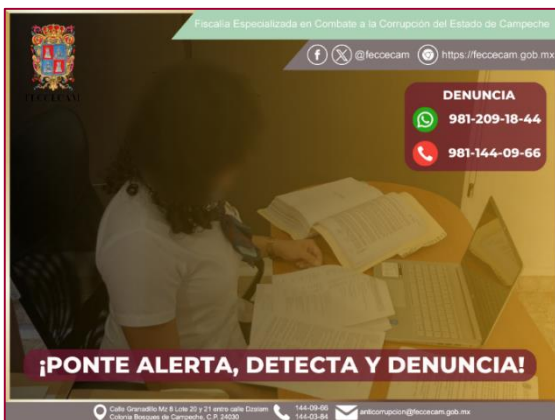 Fiscalía Especializada en Combate a la Corrupción del Estado de Campeche
@feccecam https://feccecam.gob.mx
FECCECAM
DENUNCIA
981-209-18-44
981-144-09-66
¡PONTE ALERTA, DETECTA Y DENUNCIA!
Calle Granadillo Mz 8 Lote 20 y 21 entre calle Dzalam
Colonia Bosques de Campeche, C.P. 24030
144-09-66
144-03-84
anticorrupcion@feccecam.gob.mx